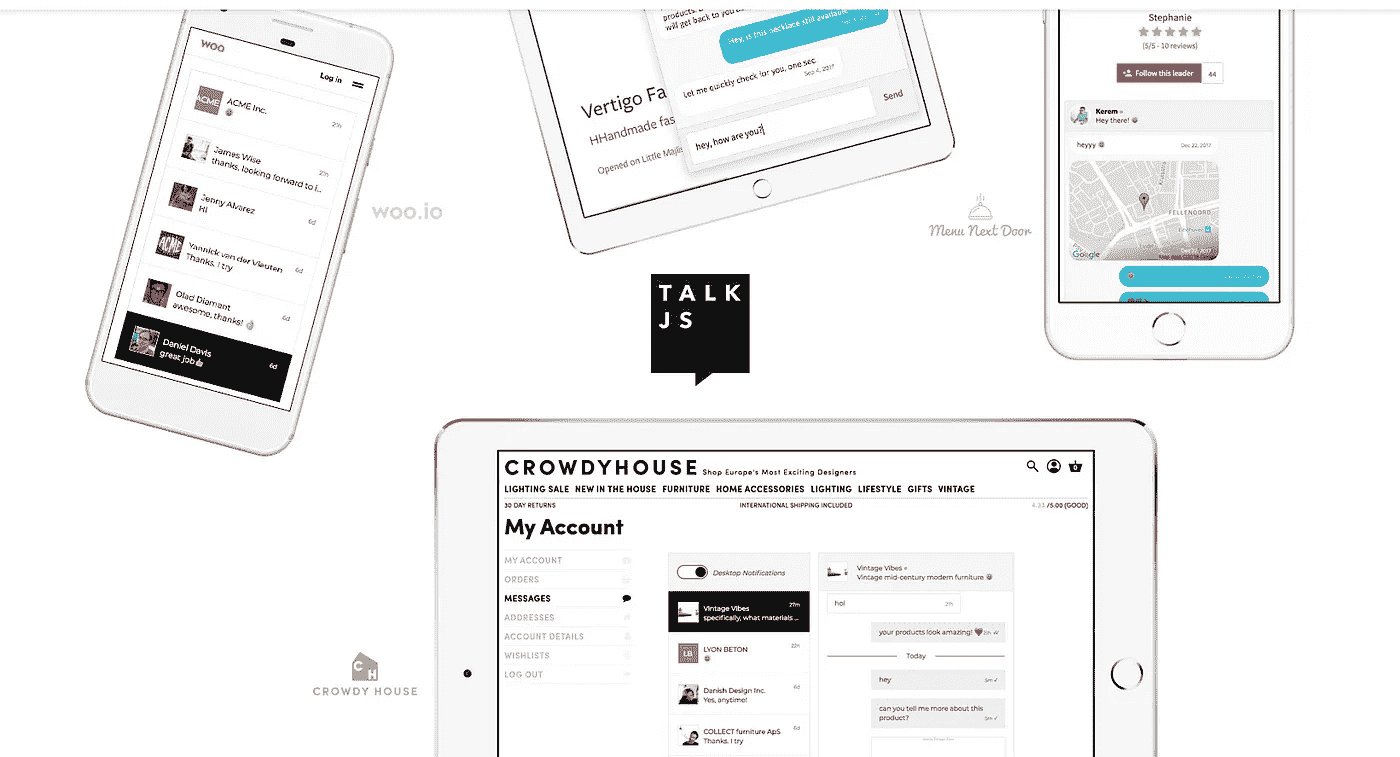 WOO
Log in
ACME Inc.
21h
James Wise
thanks, looking forward to i...
21h
Jenny Alvarez
Hi
6d
Yannick van der Vleuten
Thanks, I try
6d
Olad Diamant
awesome, thanks!
6d
Daniel Davis
great job
6d
woo.io
products.
will get back to you
Hey, is this necklace still available
Let me quickly check for you, one sec.
Sep 4, 2017
hey, how are you?
Send
Vertigo Fa
HHandmade fas
Opened on Little Majli
Menu Next Door
Stephanie
(5/5 - 10 reviews)
Follow this leader 44
Kerem
Hey there!
heyyy
Dec 22, 2017
FELLENOORD
Google
TALK
JS
CROWDYHOUSE Shop Europe's Most Exciting Designers
0
LIGHTING SALE NEW IN THE HOUSE FURNITURE HOME ACCESSORIES LIGHTING LIFESTYLE GIFTS VINTAGE
30 DAY RETURNS INTERNATIONAL SHIPPING INCLUDED 4.33 /5.00 (GOOD)
My Account
MY ACCOUNT
ORDERS
MESSAGES
ADDRESSES
ACCOUNT DETAILS
WISHLISTS
LOG OUT
Desktop Notifications
Vintage Vibes 27m
specifically, what materials ...
LB
LYON BETON 22h
Danish Design Inc. 6d
Yes, anytime!
COLLECT furniture ApS 6d
Thanks. I try
Vintage Vibes
Vintage mid-century modern furniture
hoi 21h
your products look amazing! 21h
Today
hey 5m
can you tell me more about this
product? 5m
CH
CROWDY HOUSE